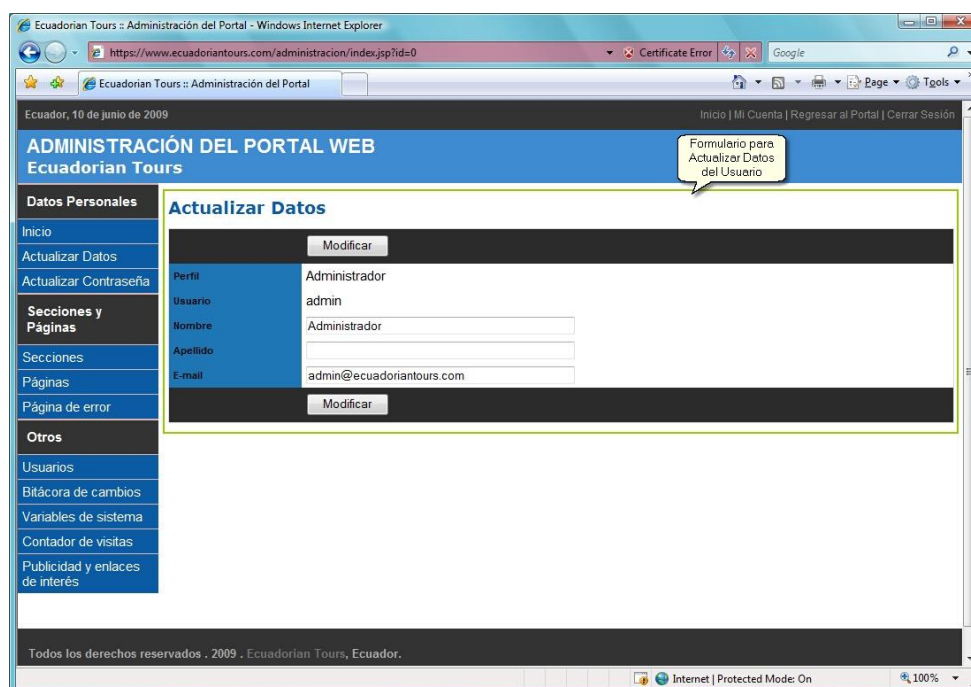 Ecuadorian Tours :: Administración del Portal - Windows Internet Explorer
https://www.ecuadoriantours.com/administracion/index.jsp?id=0
Certificate Error
Google
Ecuadorian Tours :: Administración del Portal
Page
Tools
Ecuador, 10 de junio de 2009
Inicio | Mi Cuenta | Regresar al Portal | Cerrar Sesión
ADMINISTRACIÓN DEL PORTAL WEB
Ecuadorian Tours
Formulario para
Actualizar Datos
del Usuario
Datos Personales
Inicio
Actualizar Datos
Actualizar Contraseña
Secciones y
Páginas
Secciones
Páginas
Página de error
Otros
Usuarios
Bitácora de cambios
Variables de sistema
Contador de visitas
Publicidad y enlaces
de interés
Actualizar Datos
Modificar
Perfil Administrador
Usuario admin
Nombre Administrador
Apellido
E-mail admin@ecuadoriantours.com
Modificar
Todos los derechos reservados . 2009 . Ecuadorian Tours, Ecuador.
Internet | Protected Mode: On
100%